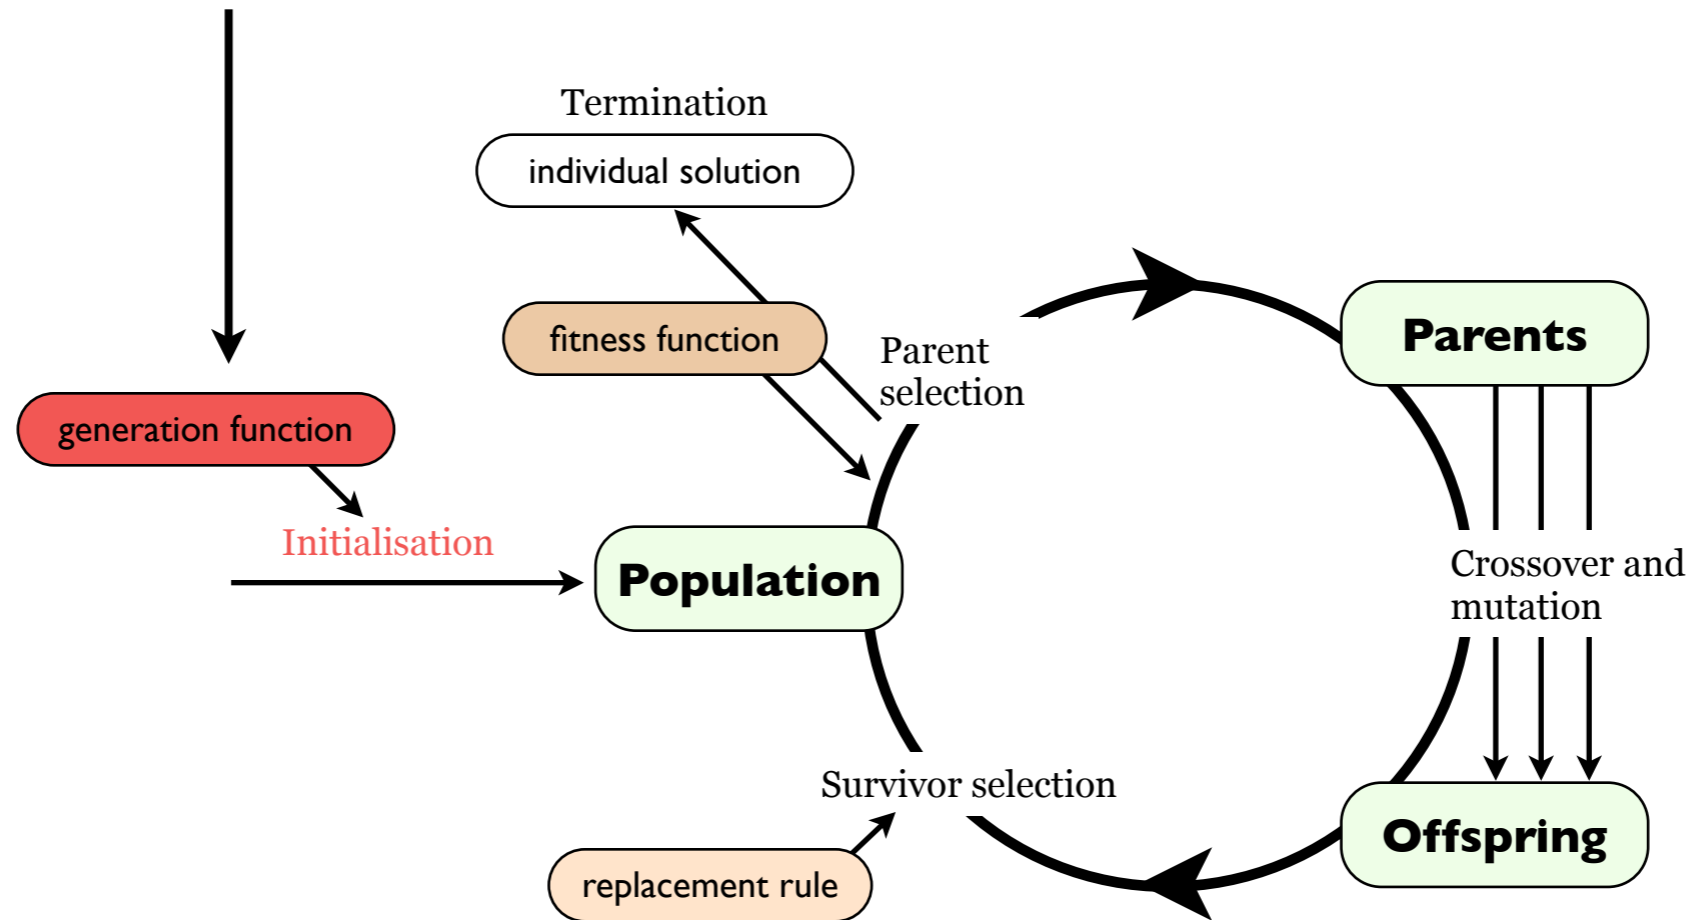 Termination
individual solution
fitness function
Parent
selection
Parents
generation function
Initialisation
Population
Crossover and
mutation
Survivor selection
Offspring
replacement rule